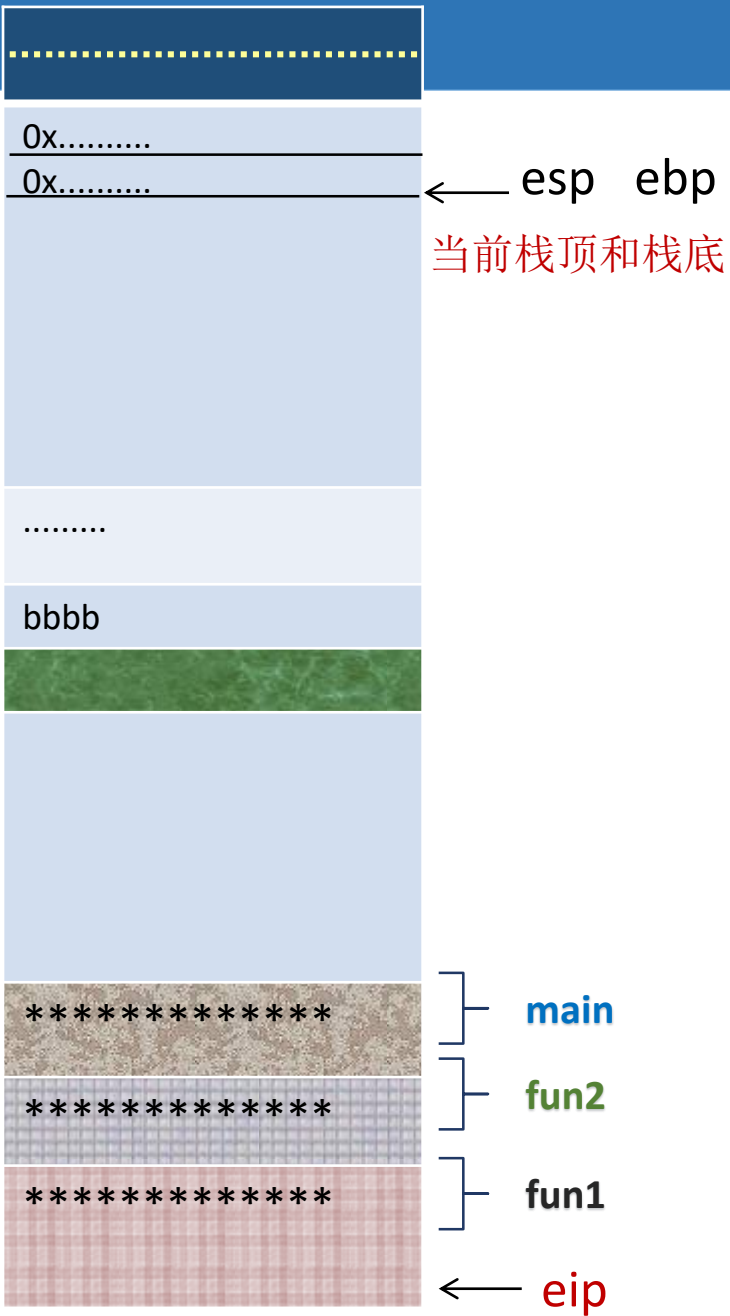 0x..........
0x..........
esp ebp
当前栈顶和栈底
.........
bbbb
*************
main
*************
fun2
*************
fun1
eip